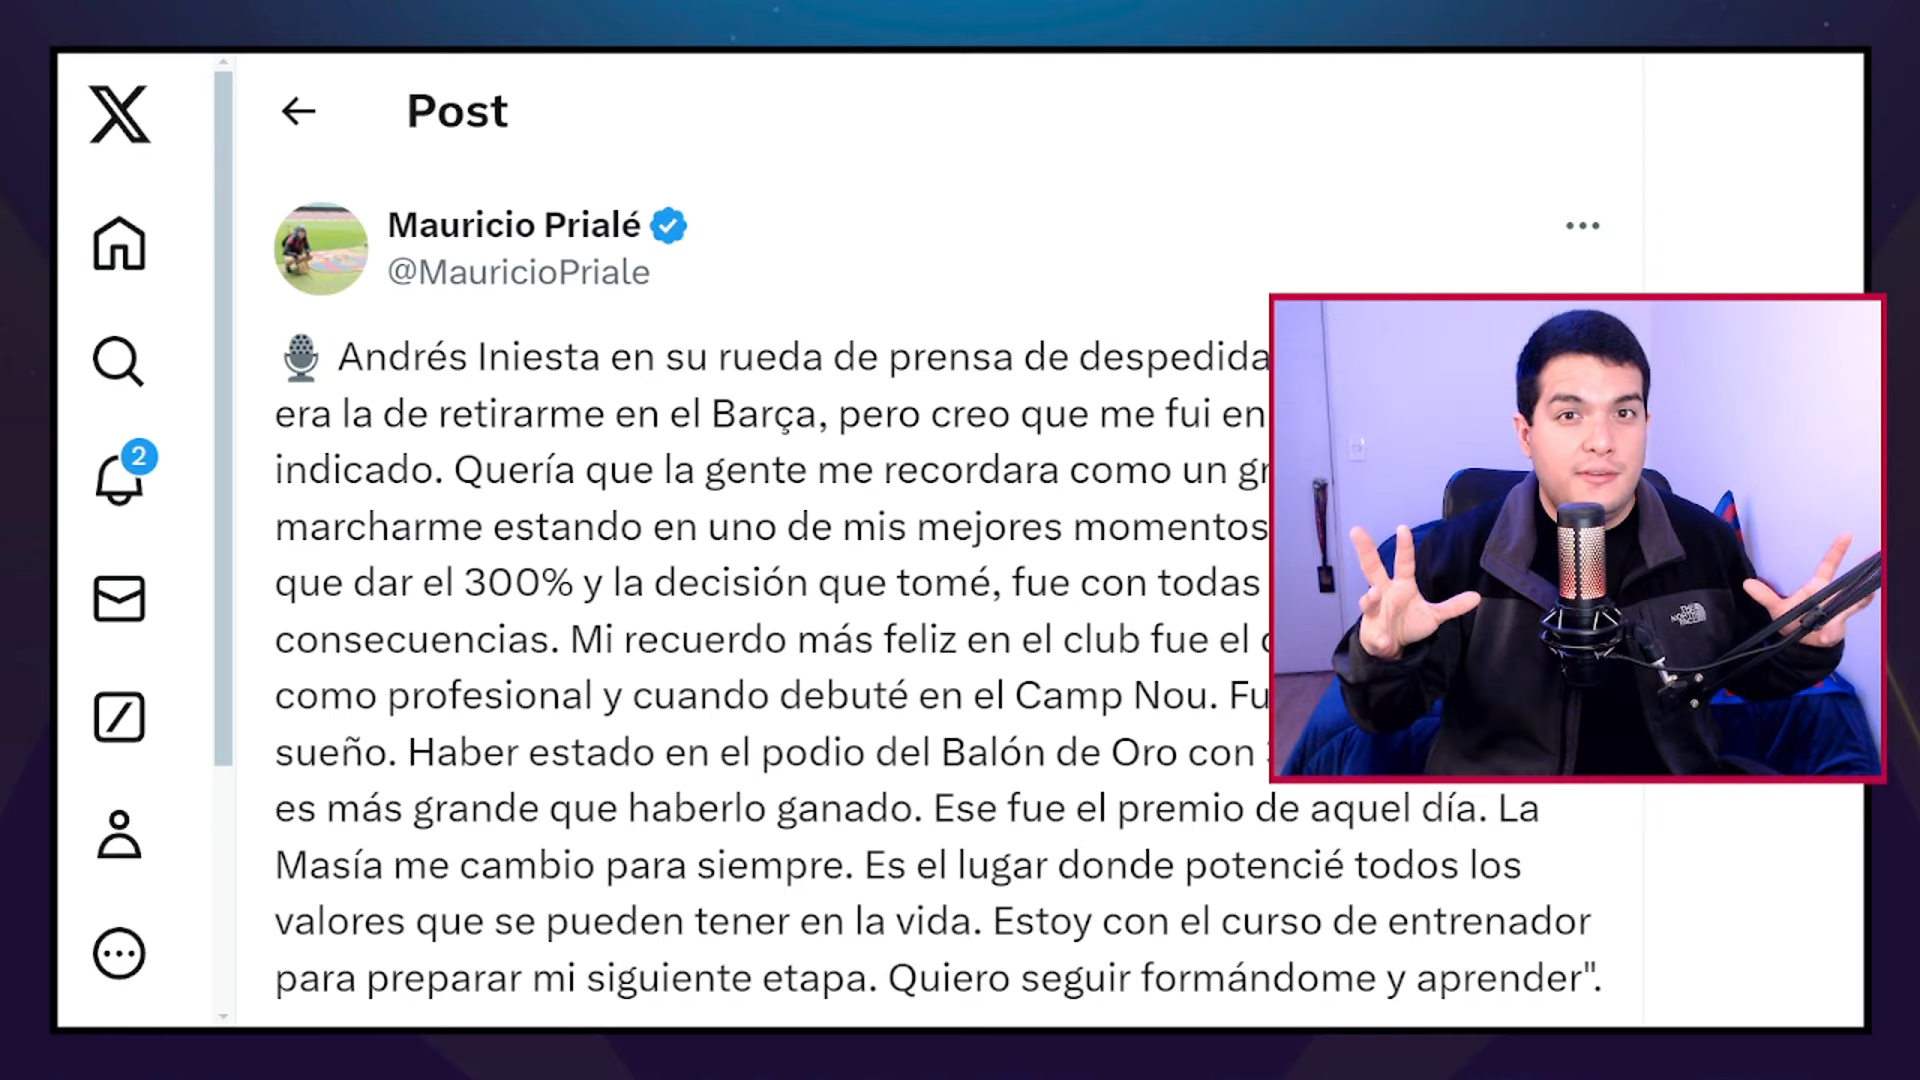 Post
Mauricio Prialé
@MauricioPriale
Andrés Iniesta en su rueda de prensa de despedida
era la de retirarme en el Barça, pero creo que me fui en
indicado. Quería que la gente me recordara como un
marcharme estando en uno de mis mejores momentos
que dar el 300% y la decisión que tomé, fue con todas
consecuencias. Mi recuerdo más feliz en el club fue el
como profesional y cuando debuté en el Camp Nou.
sueño. Haber estado en el podio del Balón de Oro con
es más grande que haberlo ganado. Ese fue el premio de aquel día. La
Masía me cambio para siempre. Es el lugar donde potencié todos los
valores que se pueden tener en la vida. Estoy con el curso de entrenador
para preparar mi siguiente etapa. Quiero seguir formándome y aprender".
2
THE
NORTH
FACE